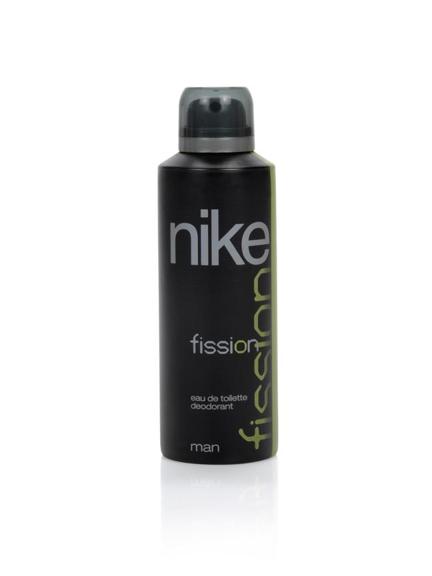 nike
fission
eau de toilette
deodorant
man
fission